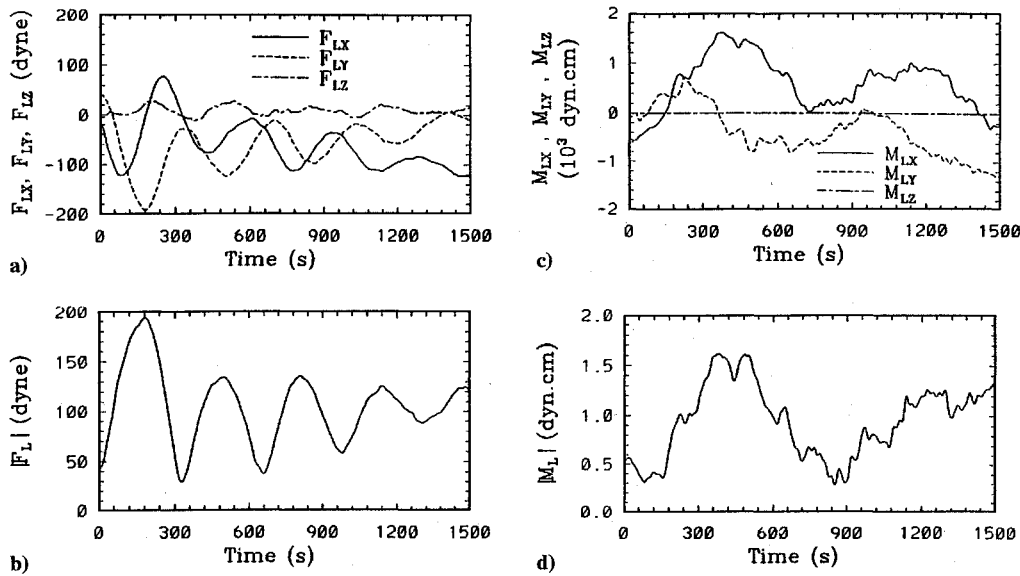 a)
F_LX, F_LY, F_LZ (dyne)
200
100
0
-100
-200
F_LX
F_LY
F_LZ
0 300 600 900 1200 1500
Time (s)
c)
M_LX, M_LY, M_LZ
(10³ dyn.cm)
2
1
0
-1
-2
M_LX
M_LY
M_LZ
0 300 600 900 1200 1500
Time (s)
b)
|F_L| (dyne)
200
150
100
50
0
0 300 600 900 1200 1500
Time (s)
d)
|M_L| (dyn.cm)
2.0
1.5
1.0
0.5
0.0
0 300 600 900 1200 1500
Time (s)